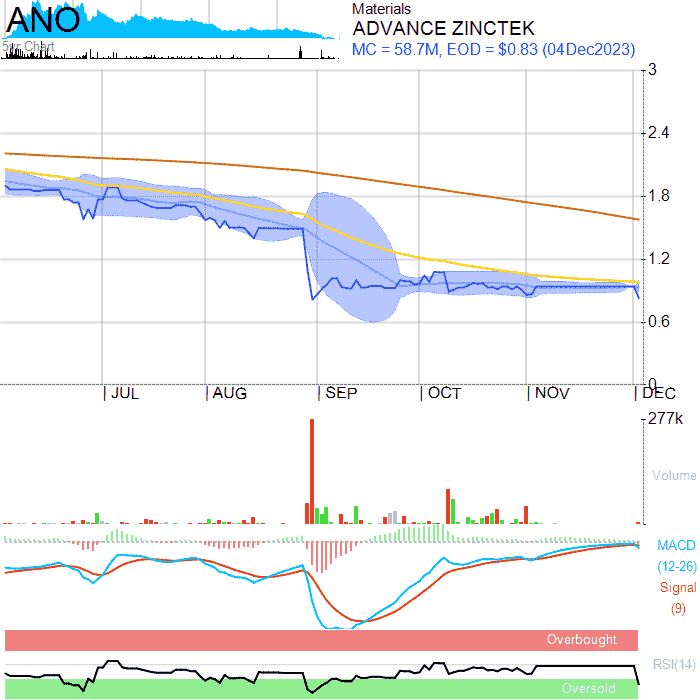 ANO
5yr Chart
Materials
ADVANCE ZINCTEK
MC = 58.7M, EOD = $0.83 (04Dec2023)
3
2.4
1.8
1.2
0.6
0
| JUL | AUG | SEP | OCT | NOV | DEC
277k
Volume
MACD
(12-26)
Signal
(9)
Overbought
RSI(14)
Oversold